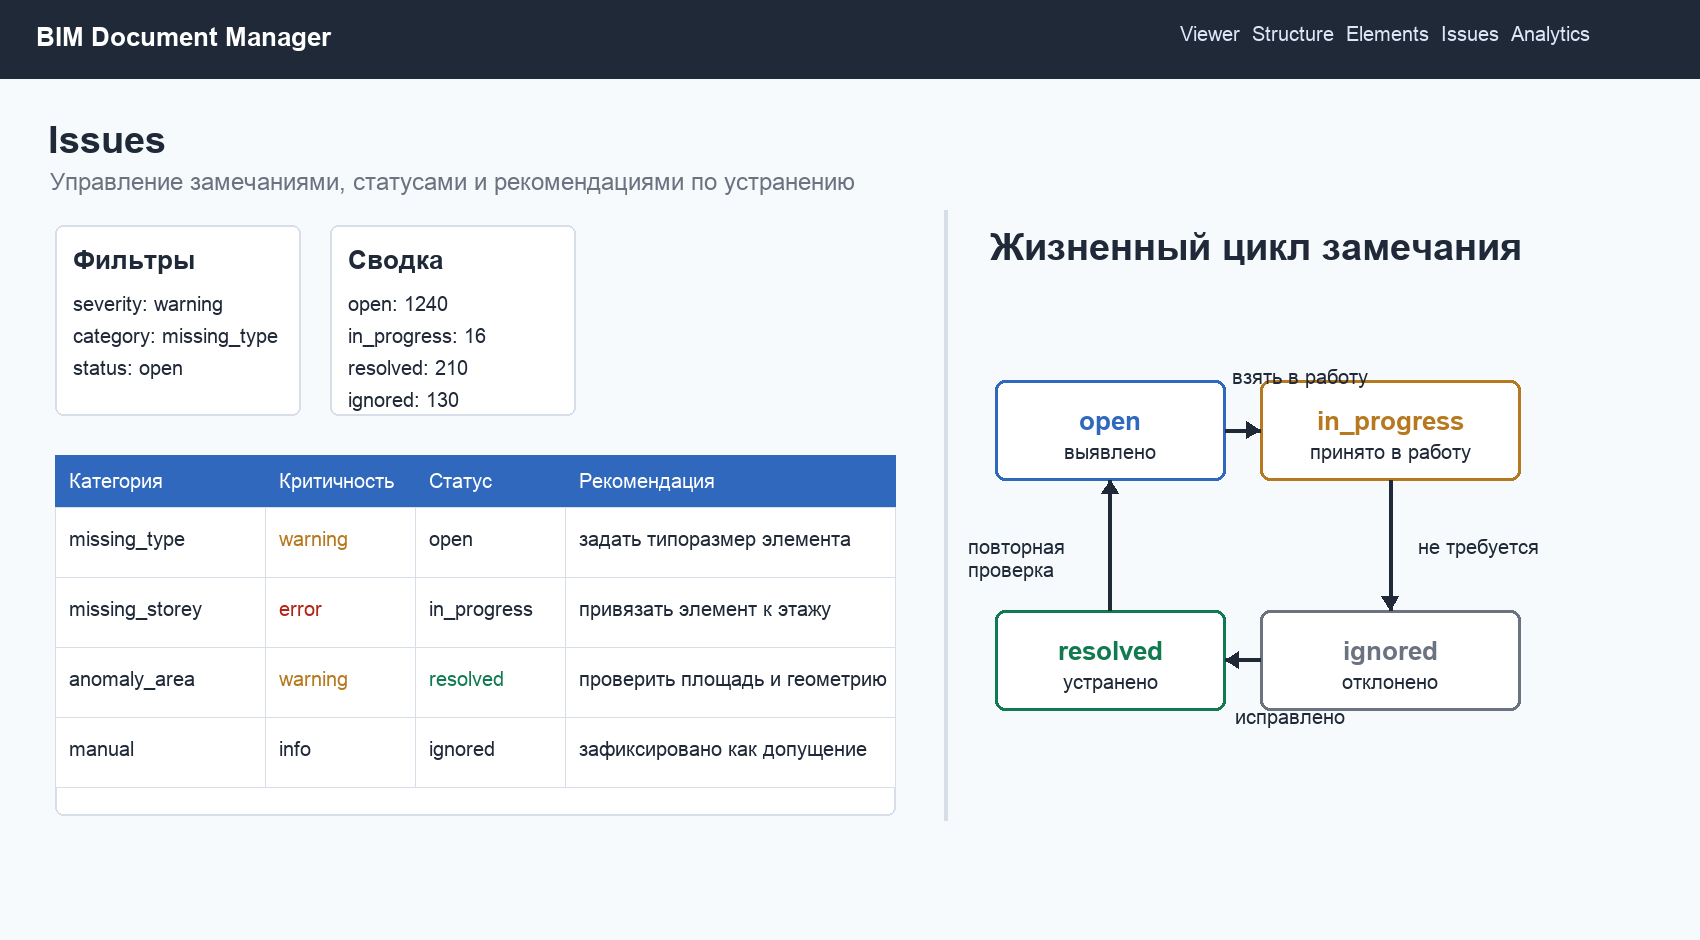 BIM Document Manager
Viewer Structure Elements Issues Analytics
Issues
Управление замечаниями, статусами и рекомендациями по устранению
Фильтры
severity: warning
category: missing_type
status: open
Сводка
open: 1240
in_progress: 16
resolved: 210
ignored: 130
Категория Критичность Статус Рекомендация
missing_type warning open задать типоразмер элемента
missing_storey error in_progress привязать элемент к этажу
anomaly_area warning resolved проверить площадь и геометрию
manual info ignored зафиксировано как допущение
Жизненный цикл замечания
взять в работу
open
выявлено
in_progress
принято в работу
повторная
проверка
не требуется
resolved
устранено
ignored
отклонено
исправлено